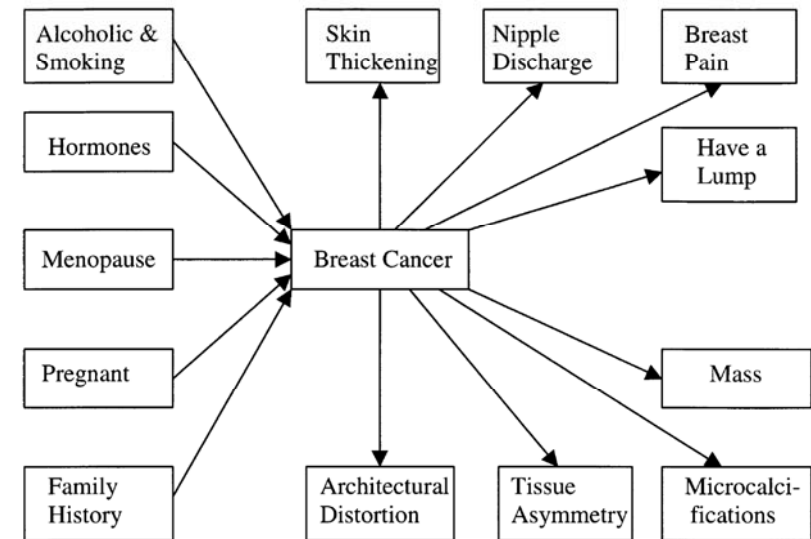 Alcoholic &
Smoking
Skin
Thickening
Nipple
Discharge
Breast
Pain
Hormones
Have a
Lump
Menopause
Breast Cancer
Pregnant
Mass
Family
History
Architectural
Distortion
Tissue
Asymmetry
Microcalci-
fications